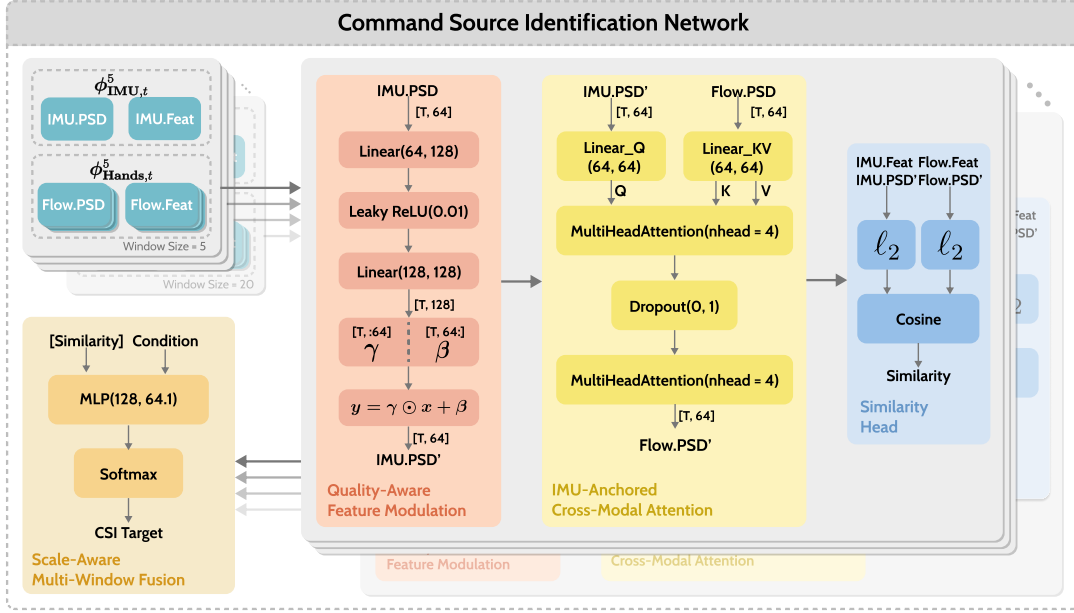 Command Source Identification Network
ϕ⁵IMU,t
IMU.PSD
IMU.Feat
ϕ⁵Hands,t
Flow.PSD
Flow.Feat
Window Size = 5
Window Size = 20
IMU.PSD
[T, 64]
Linear(64, 128)
Leaky ReLU(0.01)
Linear(128, 128)
[T, 128]
[T, :64]
[T, 64:]
γ
β
y = γ ⊙ x + β
[T, 64]
IMU.PSD'
Quality-Aware
Feature Modulation
IMU.PSD'
Flow.PSD
[T, 64]
[T, 64]
Linear_Q
(64, 64)
Linear_KV
(64, 64)
Q
K
V
MultiHeadAttention(nhead = 4)
Dropout(0, 1)
MultiHeadAttention(nhead = 4)
[T, 64]
Flow.PSD'
IMU-Anchored
Cross-Modal Attention
IMU.Feat Flow.Feat
IMU.PSD' Flow.PSD'
ℓ2
ℓ2
Cosine
Similarity
Similarity
Head
Feat
PSD'
2
[Similarity] Condition
MLP(128, 64.1)
Softmax
CSI Target
Scale-Aware
Multi-Window Fusion
Feature Modulation
Cross-Modal Attention